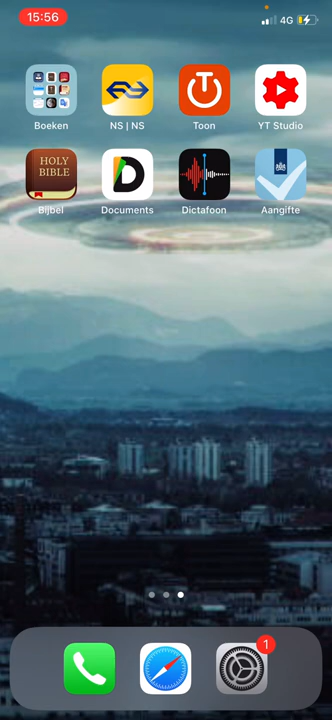 15:56
4G
Boeken
NS | NS
Toon
YT Studio
HOLY
BIBLE
Bijbel
D
Documents
Dictafoon
Aangifte
1